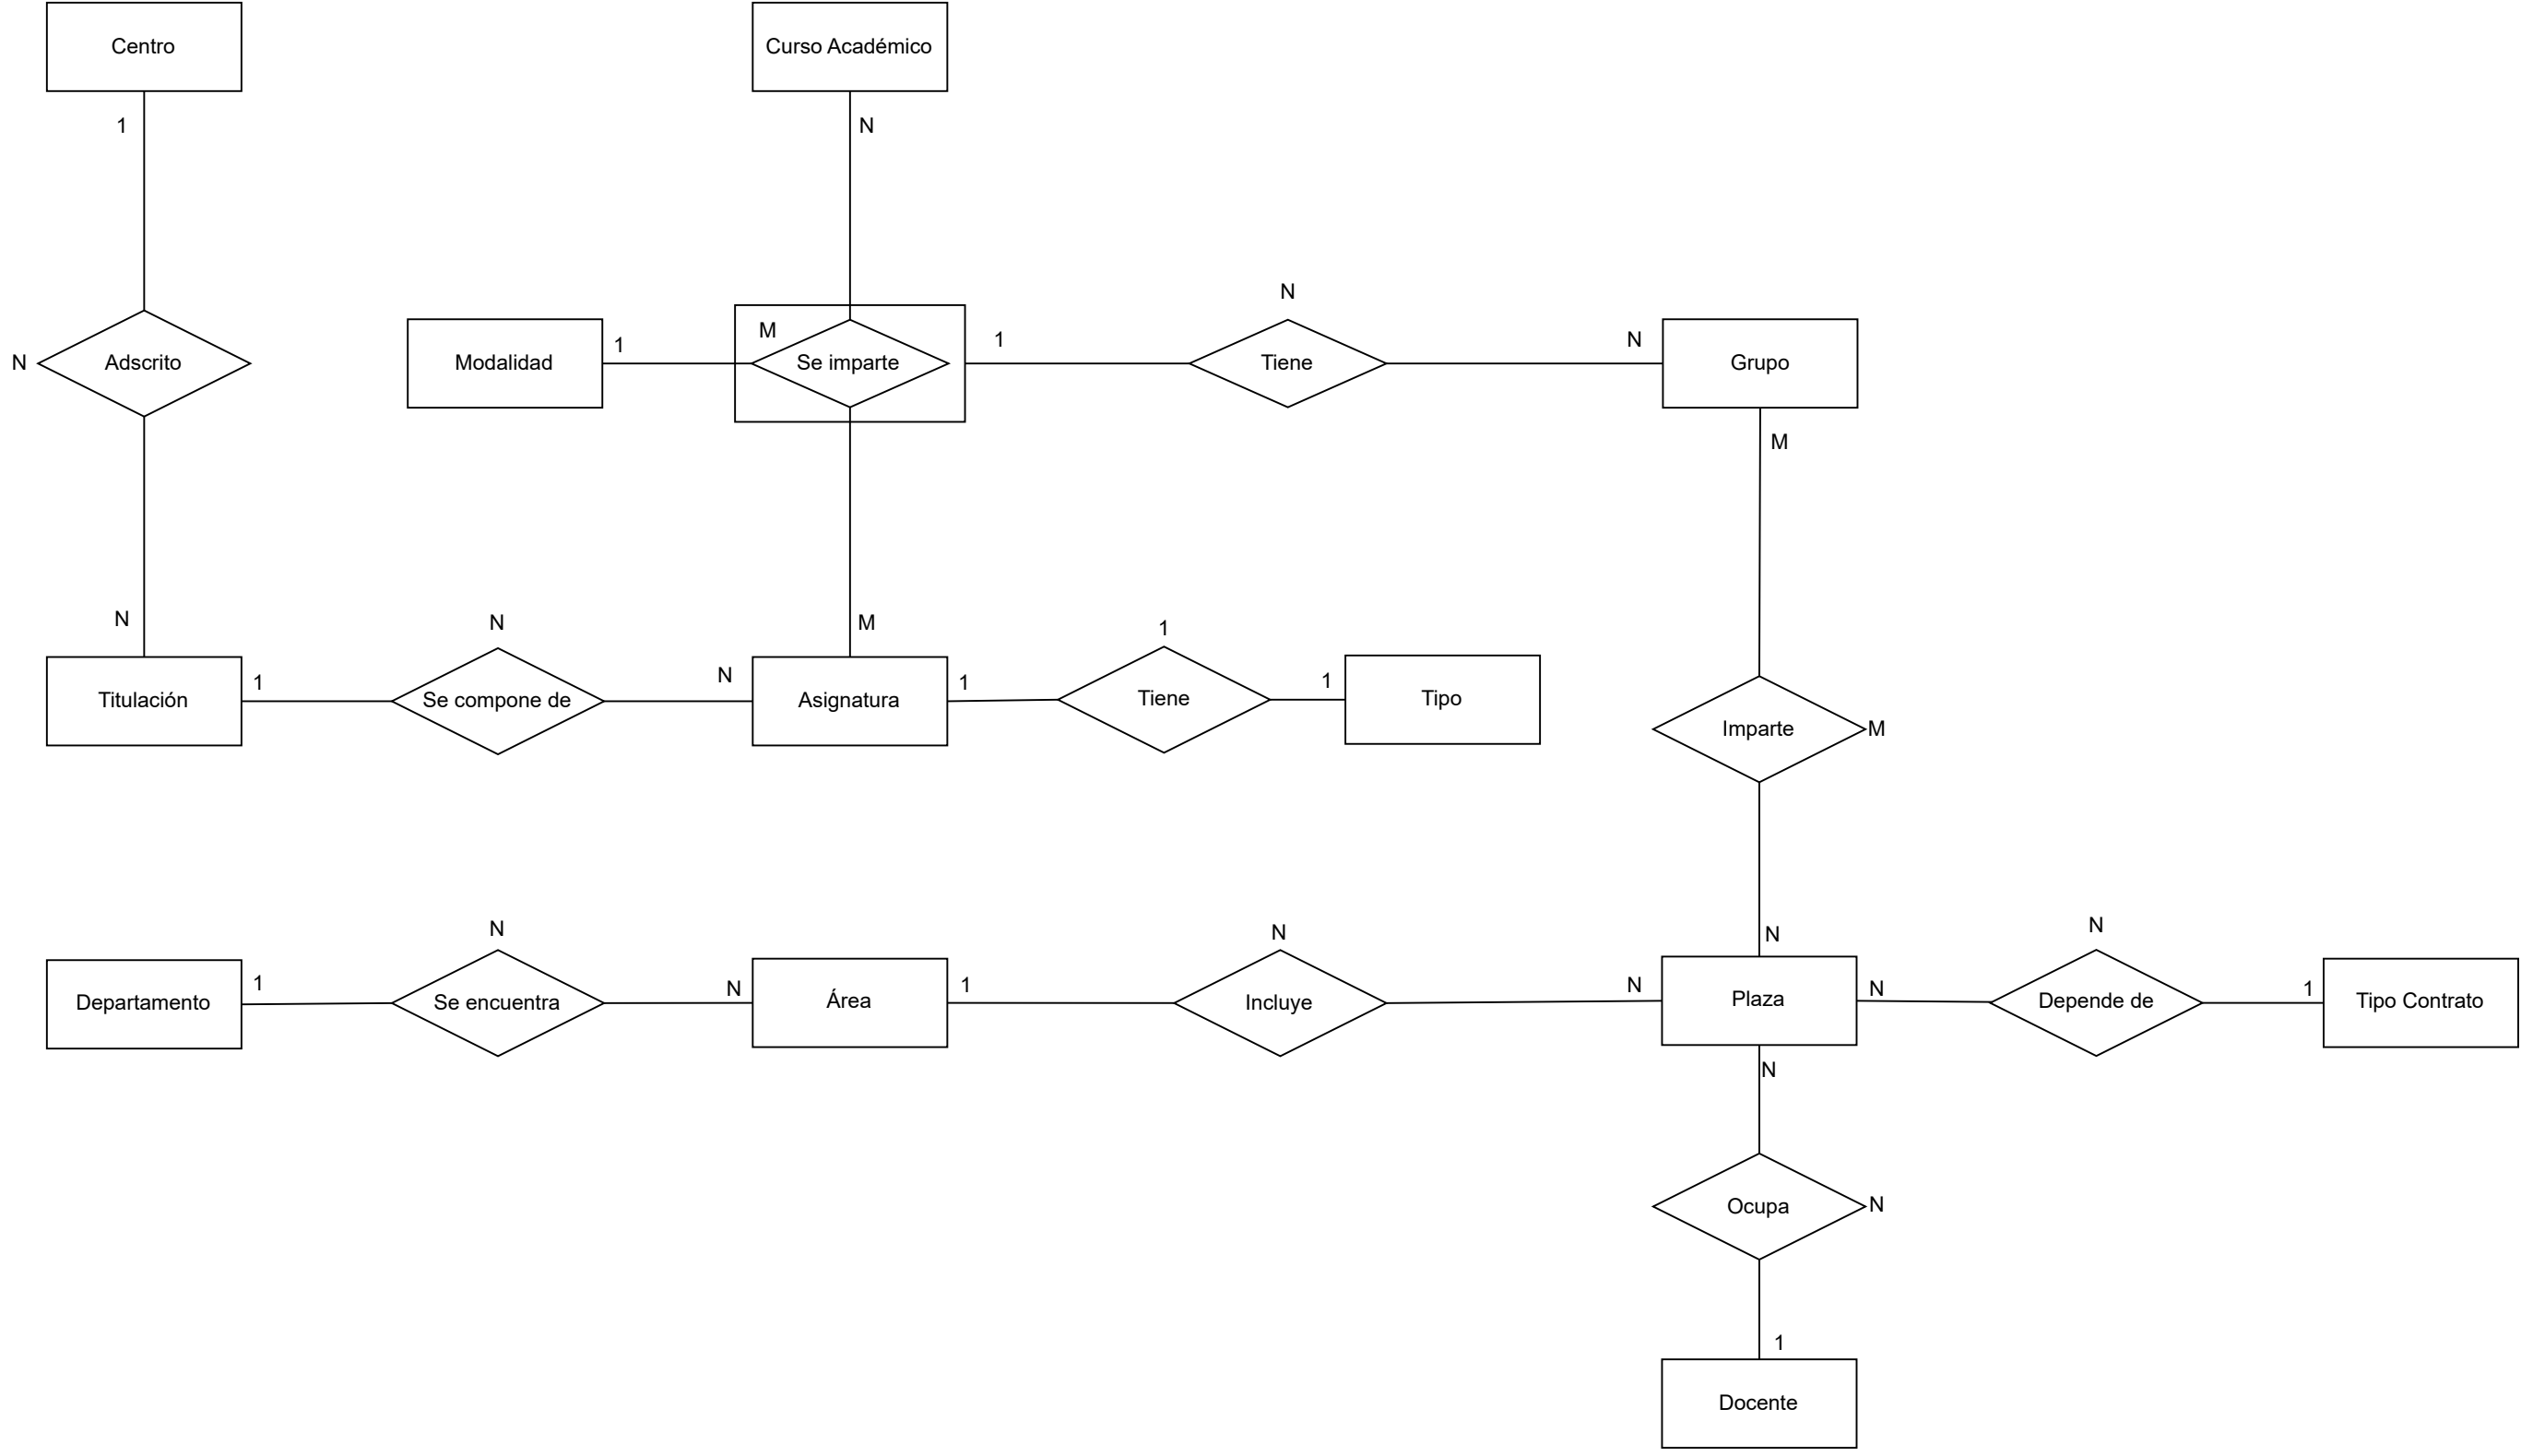 Centro
Curso Académico
1
N
N
M
Modalidad
1
Se imparte
1
Tiene
N
Grupo
N
Adscrito
M
N
N
M
1
Titulación
1
Se compone de
N
Asignatura
1
Tiene
1
Tipo
Imparte
M
N
N
N
N
Departamento
1
Se encuentra
N
Área
1
Incluye
N
Plaza
N
Depende de
1
Tipo Contrato
N
Ocupa
N
1
Docente